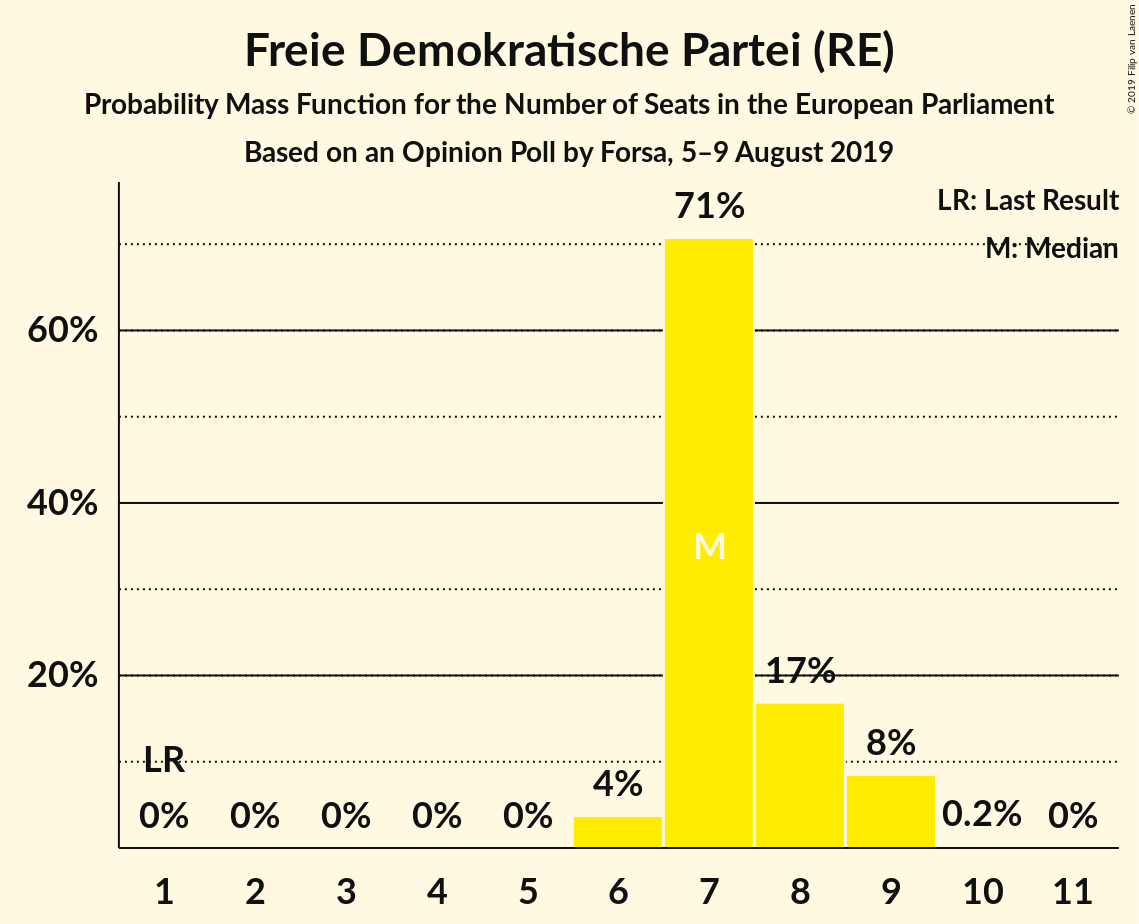 Freie Demokratische Partei (RE)
Probability Mass Function for the Number of Seats in the European Parliament
Based on an Opinion Poll by Forsa, 5–9 August 2019
© 2019 Filip van Laenen
LR: Last Result
M: Median
71%
60%
40%
M
20%
17%
8%
LR
4%
0% 0% 0% 0% 0% 0.2% 0%
1 2 3 4 5 6 7 8 9 10 11